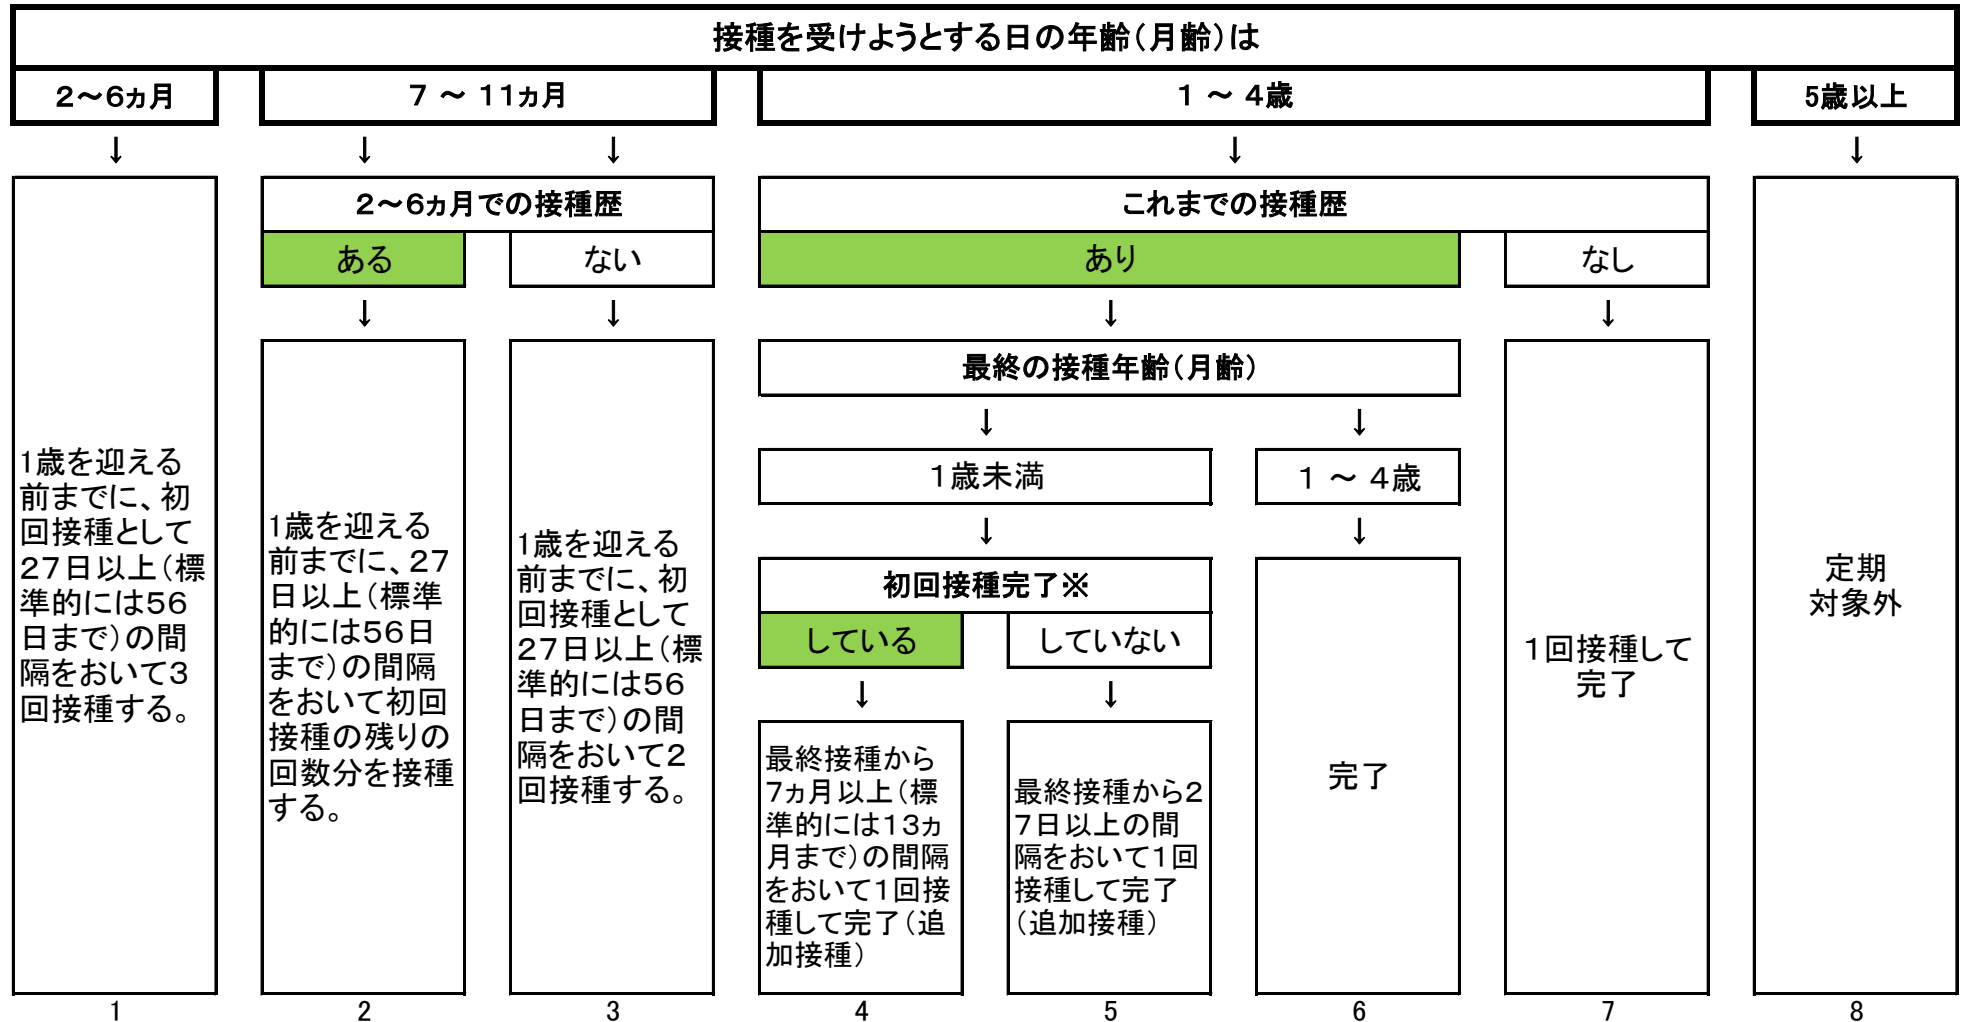 接種を受けようとする日の年齢（月齢）は
２～６ヵ月
７ ～ １１ヵ月
１ ～ ４歳
５歳以上
↓
↓
↓
↓
↓
２～６ヵ月での接種歴
これまでの接種歴
ある
ない
あり
なし
↓
↓
↓
↓
最終の接種年齢（月齢）
↓
↓
１歳未満
１ ～ ４歳
↓
↓
初回接種完了※
している
していない
↓
↓
1歳を迎える
前までに、初
回接種として
２７日以上（標
準的には５６
日まで）の間
隔をおいて３
回接種する。
1歳を迎える
前までに、２７
日以上（標準
的には５６日
まで）の間隔
をおいて初回
接種の残りの
回数分を接種
する。
1歳を迎える
前までに、初
回接種として
２７日以上（標
準的には５６
日まで）の間
隔をおいて２
回接種する。
最終接種から
７ヵ月以上（標
準的には１３ヵ
月まで）の間隔
をおいて１回接
種して完了（追
加接種）
最終接種から２
７日以上の間
隔をおいて１回
接種して完了
（追加接種）
完了
１回接種して
完了
定期
対象外
1
2
3
4
5
6
7
8